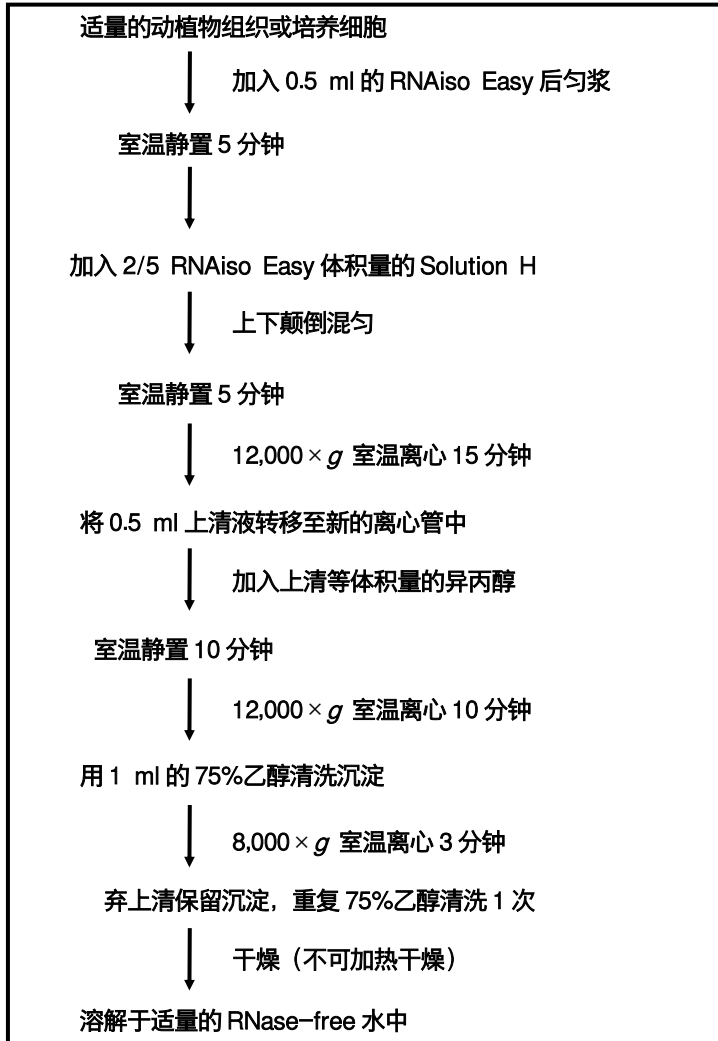 适量的动植物组织或培养细胞
加入 0.5 ml 的 RNAiso Easy 后匀浆
室温静置 5 分钟
加入 2/5 RNAiso Easy 体积量的 Solution H
上下颠倒混匀
室温静置 5 分钟
12,000 × g 室温离心 15 分钟
将 0.5 ml 上清液转移至新的离心管中
加入上清等体积量的异丙醇
室温静置 10 分钟
12,000 × g 室温离心 10 分钟
用 1 ml 的 75%乙醇清洗沉淀
8,000 × g 室温离心 3 分钟
弃上清保留沉淀，重复 75%乙醇清洗 1 次
干燥（不可加热干燥）
溶解于适量的 RNase-free 水中